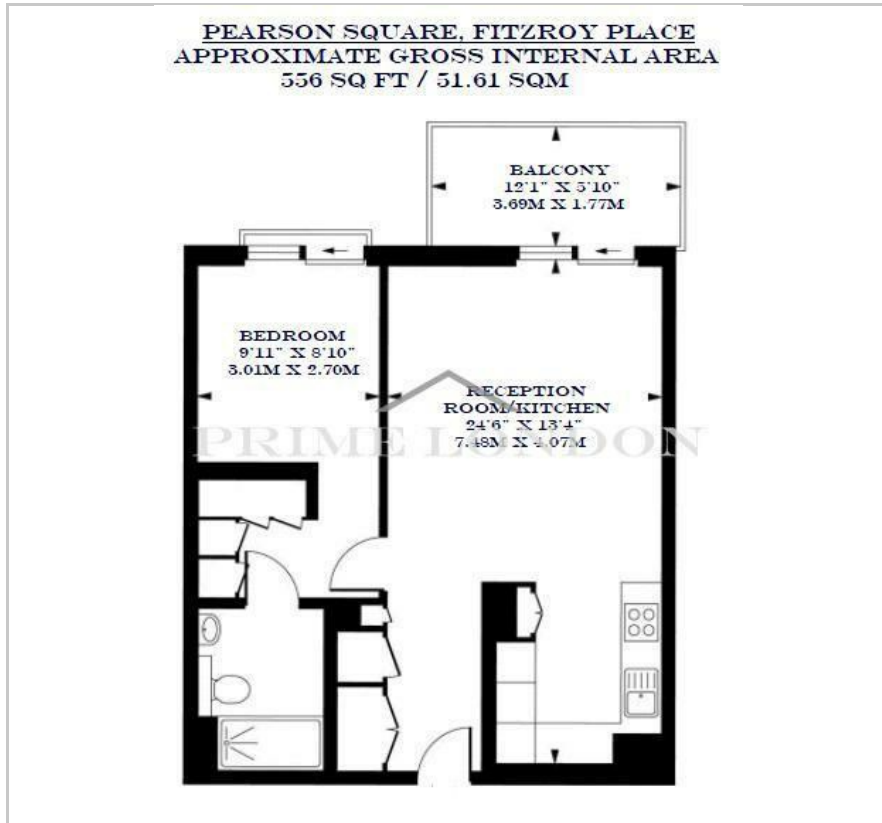 PEARSON SQUARE, FITZROY PLACE
APPROXIMATE GROSS INTERNAL AREA
556 SQ FT / 51.61 SQM
BALCONY
12'1" X 5'10"
3.69M X 1.77M
BEDROOM
9'11" X 8'10"
3.01M X 2.70M
RECEPTION
ROOM/KITCHEN
24'6" X 13'4"
7.48M X 4.07M
PRIME LONDON